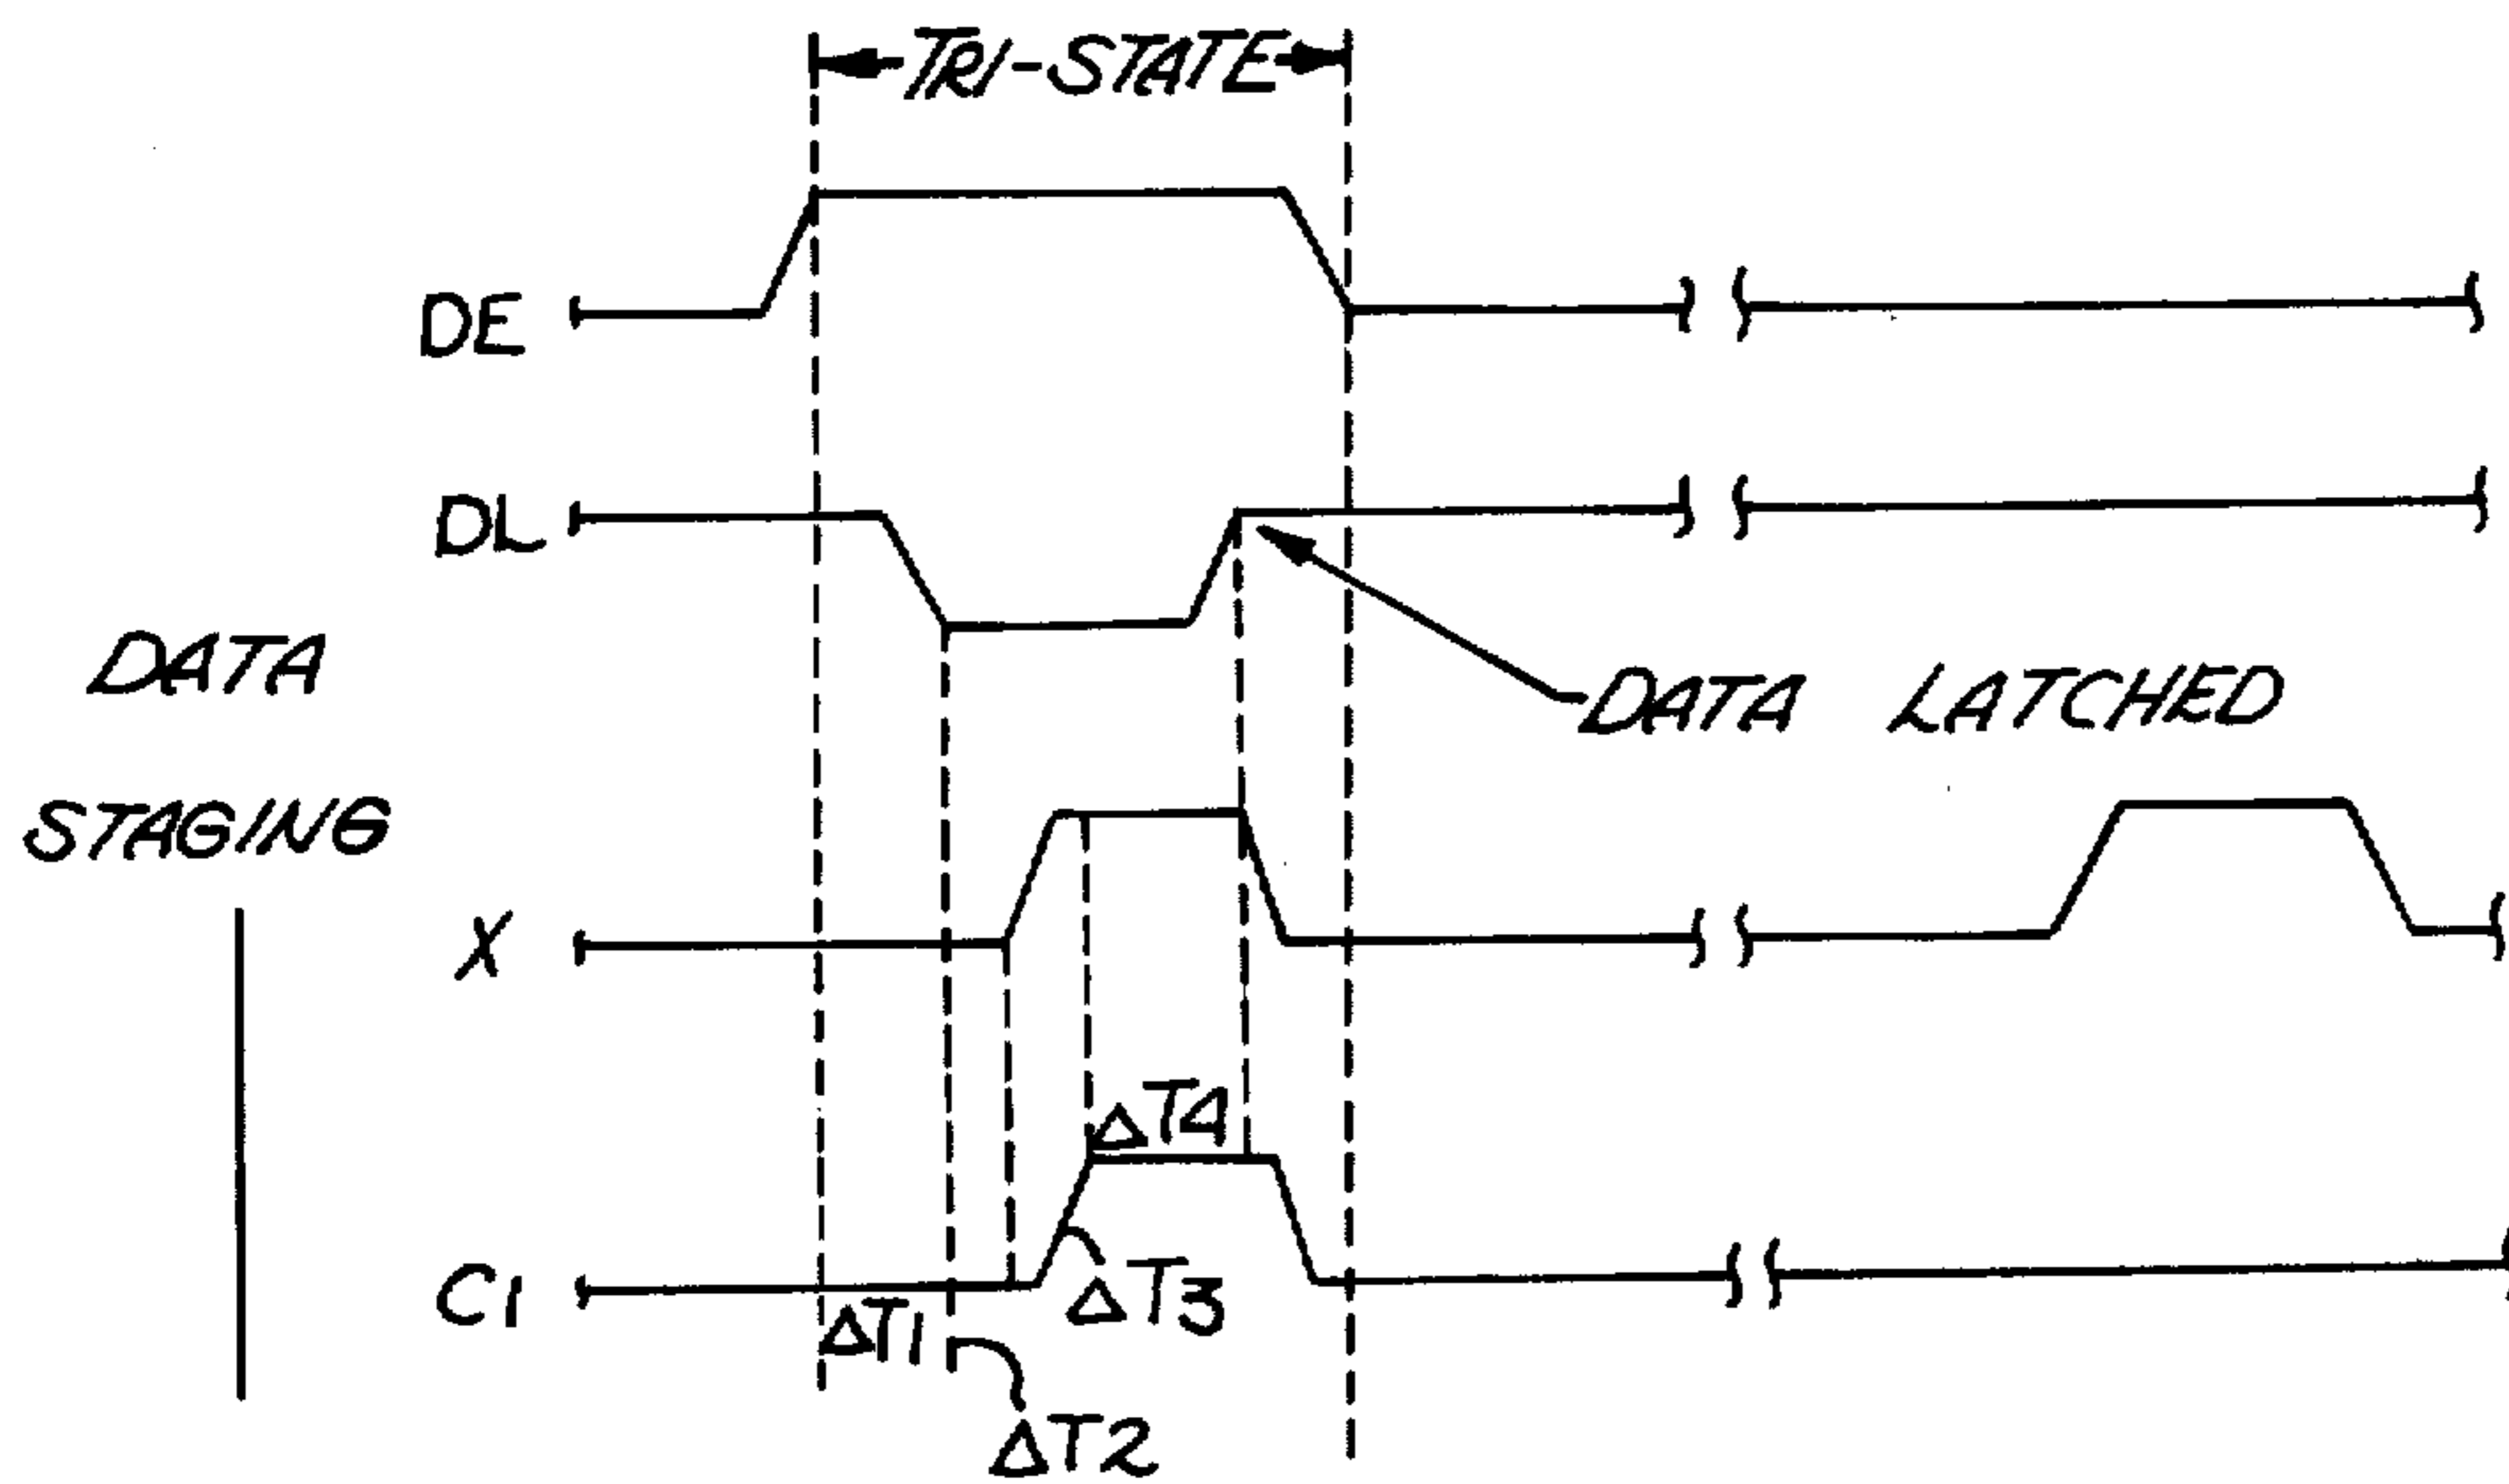 TRI-STATE
DE
DL
DATA
DATA LATCHED
STAGING
X
ΔT4
C1
ΔT3
ΔT1
ΔT2